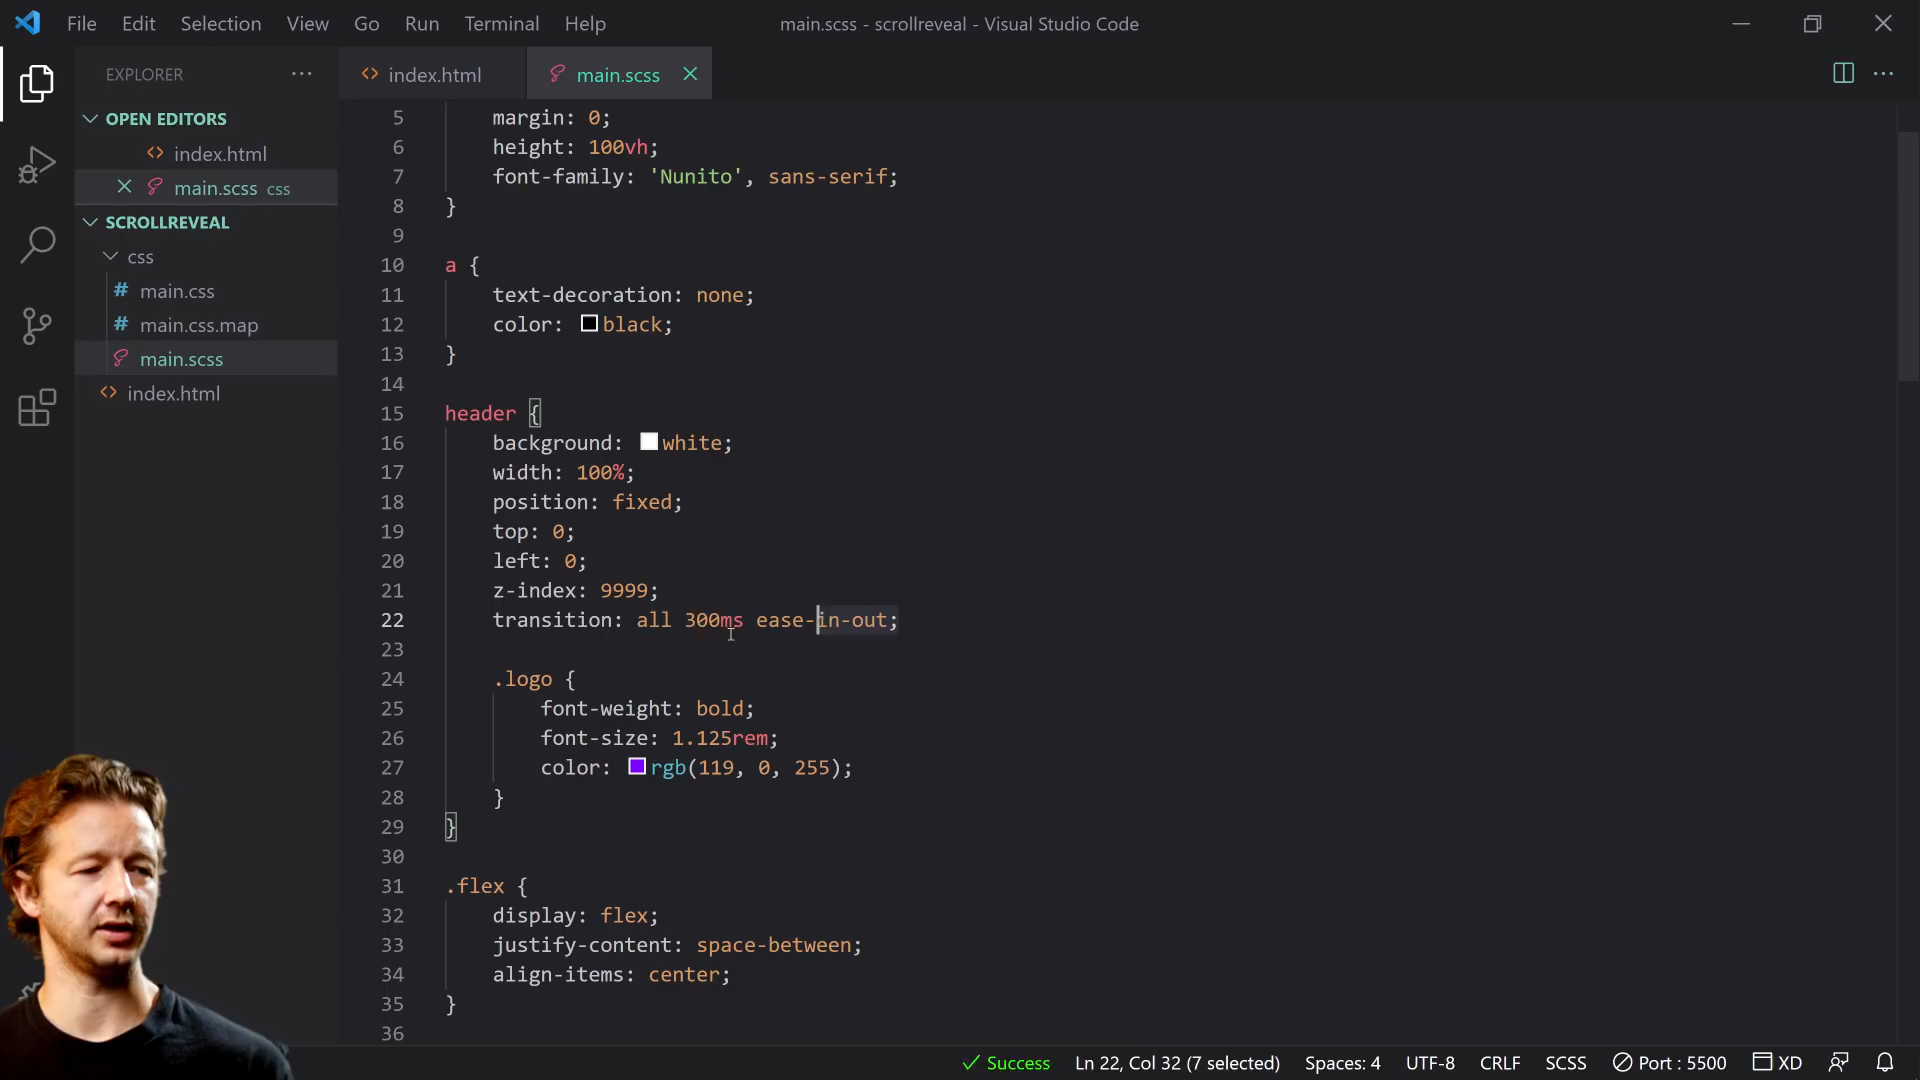 File Edit Selection View Go Run Terminal Help
main.scss - scrollreveal - Visual Studio Code
EXPLORER
OPEN EDITORS
index.html
main.scss css
SCROLLREVEAL
css
# main.css
# main.css.map
main.scss
index.html
index.html
main.scss
5 margin: 0;
6 height: 100vh;
7 font-family: 'Nunito', sans-serif;
8 }
9
10 a {
11 text-decoration: none;
12 color: black;
13 }
14
15 header {
16 background: white;
17 width: 100%;
18 position: fixed;
19 top: 0;
20 left: 0;
21 z-index: 9999;
22 transition: all 300ms ease-in-out;
23
24 .logo {
25 font-weight: bold;
26 font-size: 1.125rem;
27 color: rgb(119, 0, 255);
28 }
29 }
30
31 .flex {
32 display: flex;
33 justify-content: space-between;
34 align-items: center;
35 }
36
Success Ln 22, Col 32 (7 selected) Spaces: 4 UTF-8 CRLF SCSS Port : 5500 XD